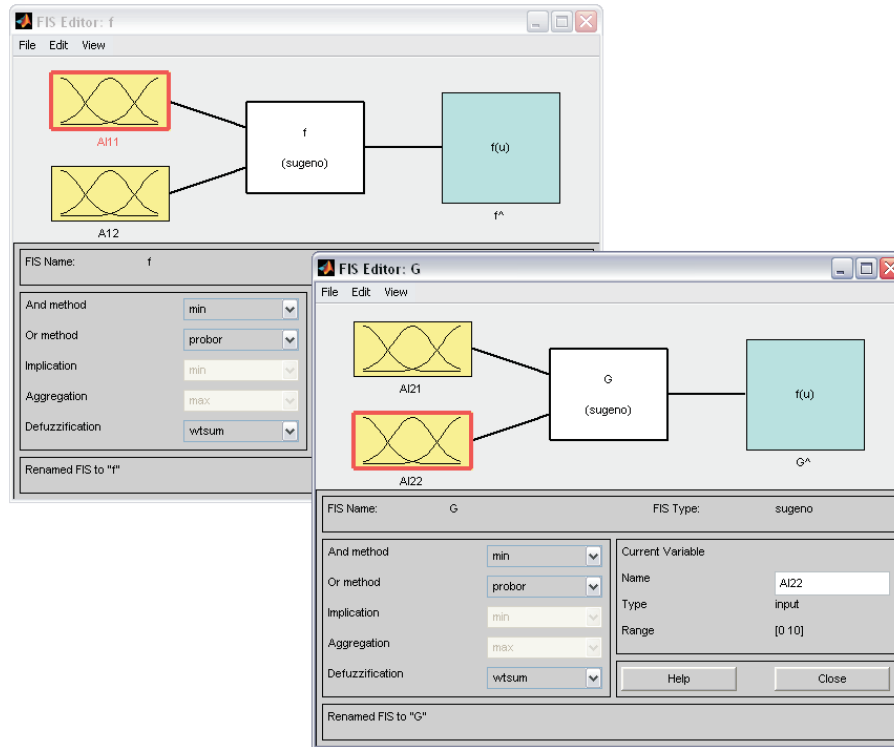 FIS Editor: f
File Edit View
AI11
f
(sugeno)
f(u)
A12
f^
FIS Name: f
And method min
Or method probor
Implication min
Aggregation max
Defuzzification wtsum
Renamed FIS to "f"
FIS Editor: G
File Edit View
AI21
G
(sugeno)
f(u)
AI22
G^
FIS Name: G FIS Type: sugeno
And method min
Or method probor
Implication min
Aggregation max
Defuzzification wtsum
Current Variable
Name AI22
Type input
Range [0 10]
Help Close
Renamed FIS to "G"